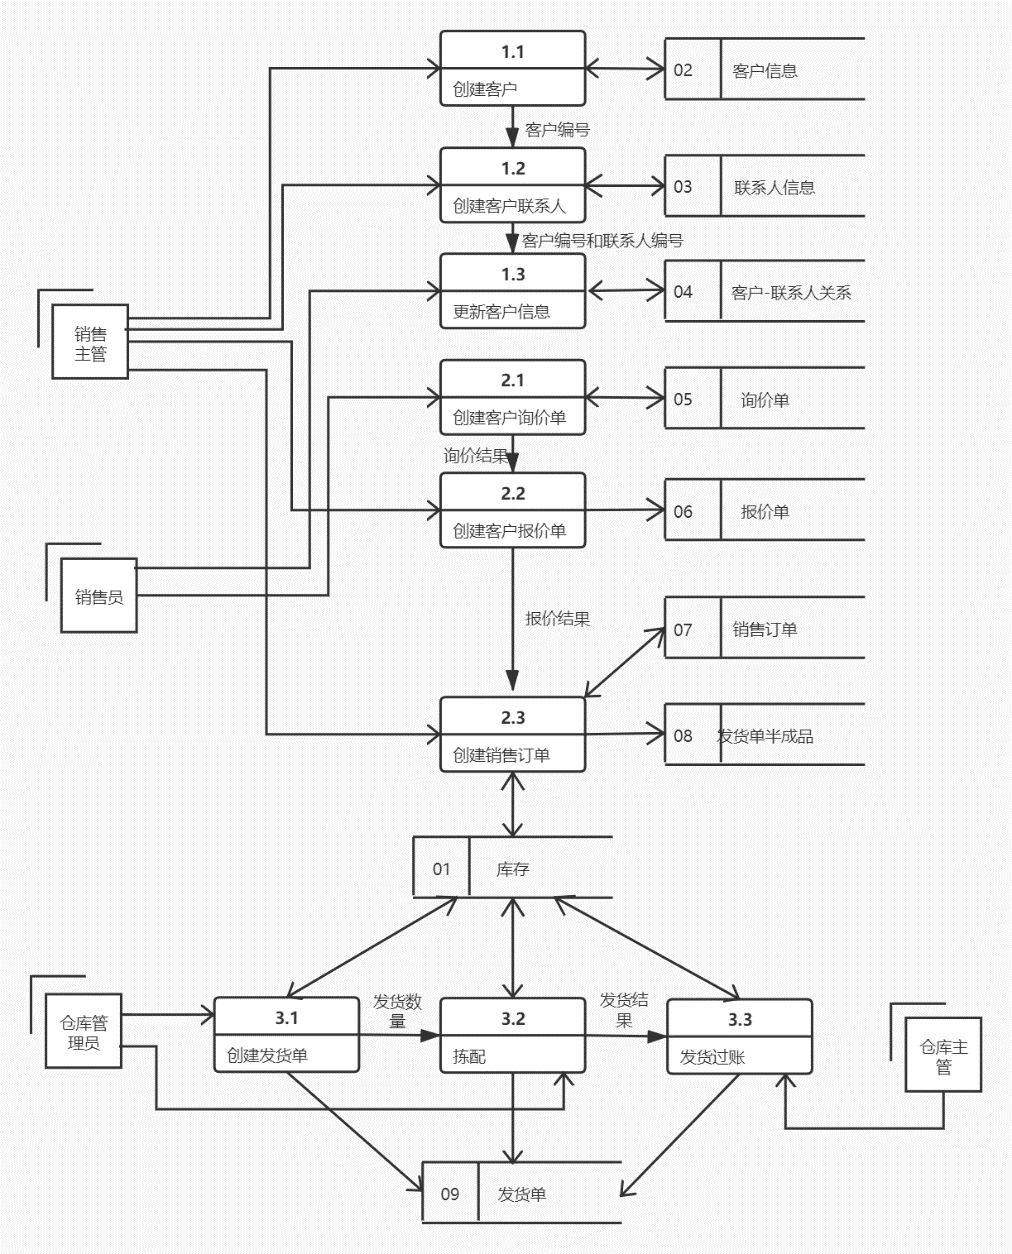 1.1
创建客户
02
客户信息
客户编号
1.2
创建客户联系人
03
联系人信息
客户编号和联系人编号
1.3
更新客户信息
04
客户-联系人关系
销售
主管
2.1
创建客户询价单
05
询价单
询价结果
2.2
创建客户报价单
06
报价单
销售员
报价结果
07
销售订单
2.3
创建销售订单
08
发货单半成品
01
库存
仓库管
理员
3.1
创建发货单
发货数
量
3.2
拣配
发货结
果
3.3
发货过账
仓库主
管
09
发货单